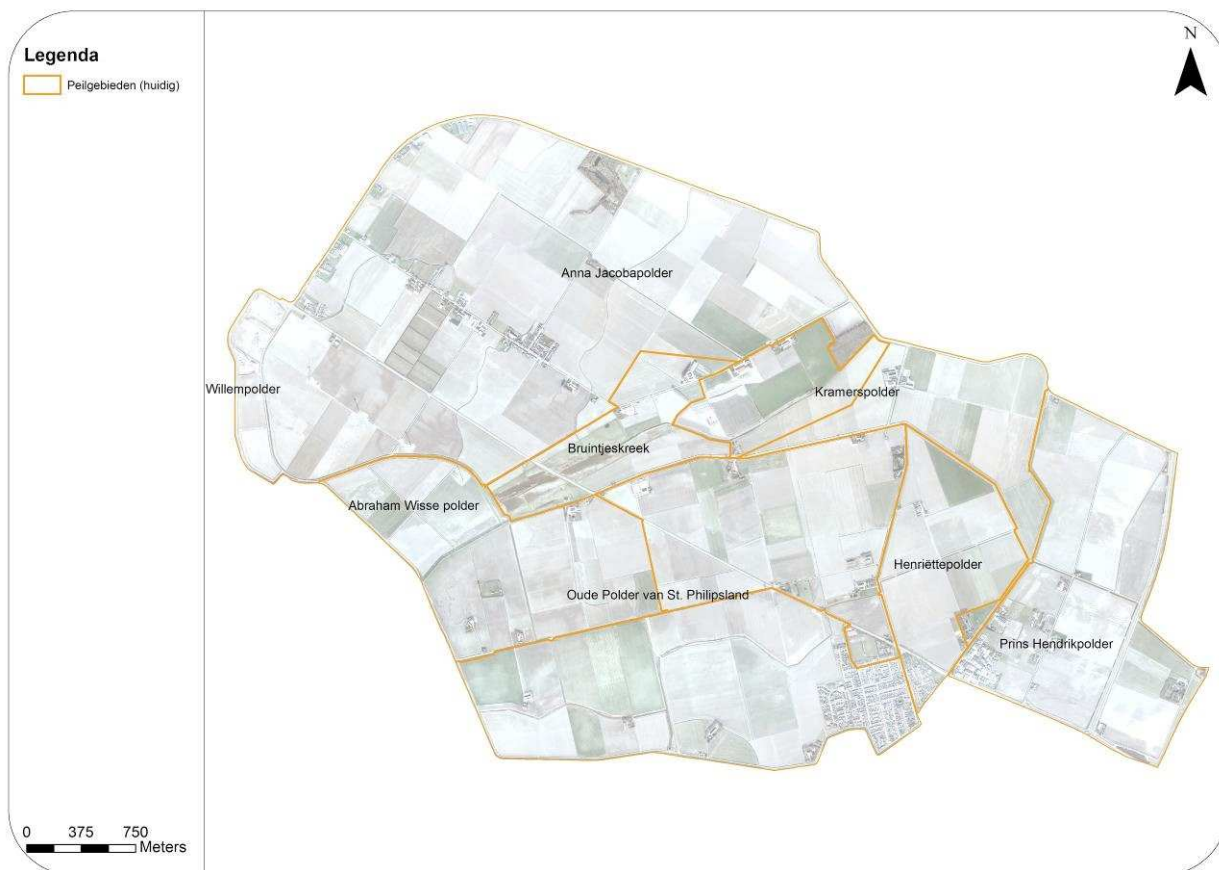 Legenda
Peilgebieden (huidig)
N
Anna Jacobapolder
Willempolder
Kramerspolder
Bruintjeskreek
Abraham Wisse polder
Henriëttepolder
Oude Polder van St. Philipsland
Prins Hendrikpolder
0 375 750
Meters